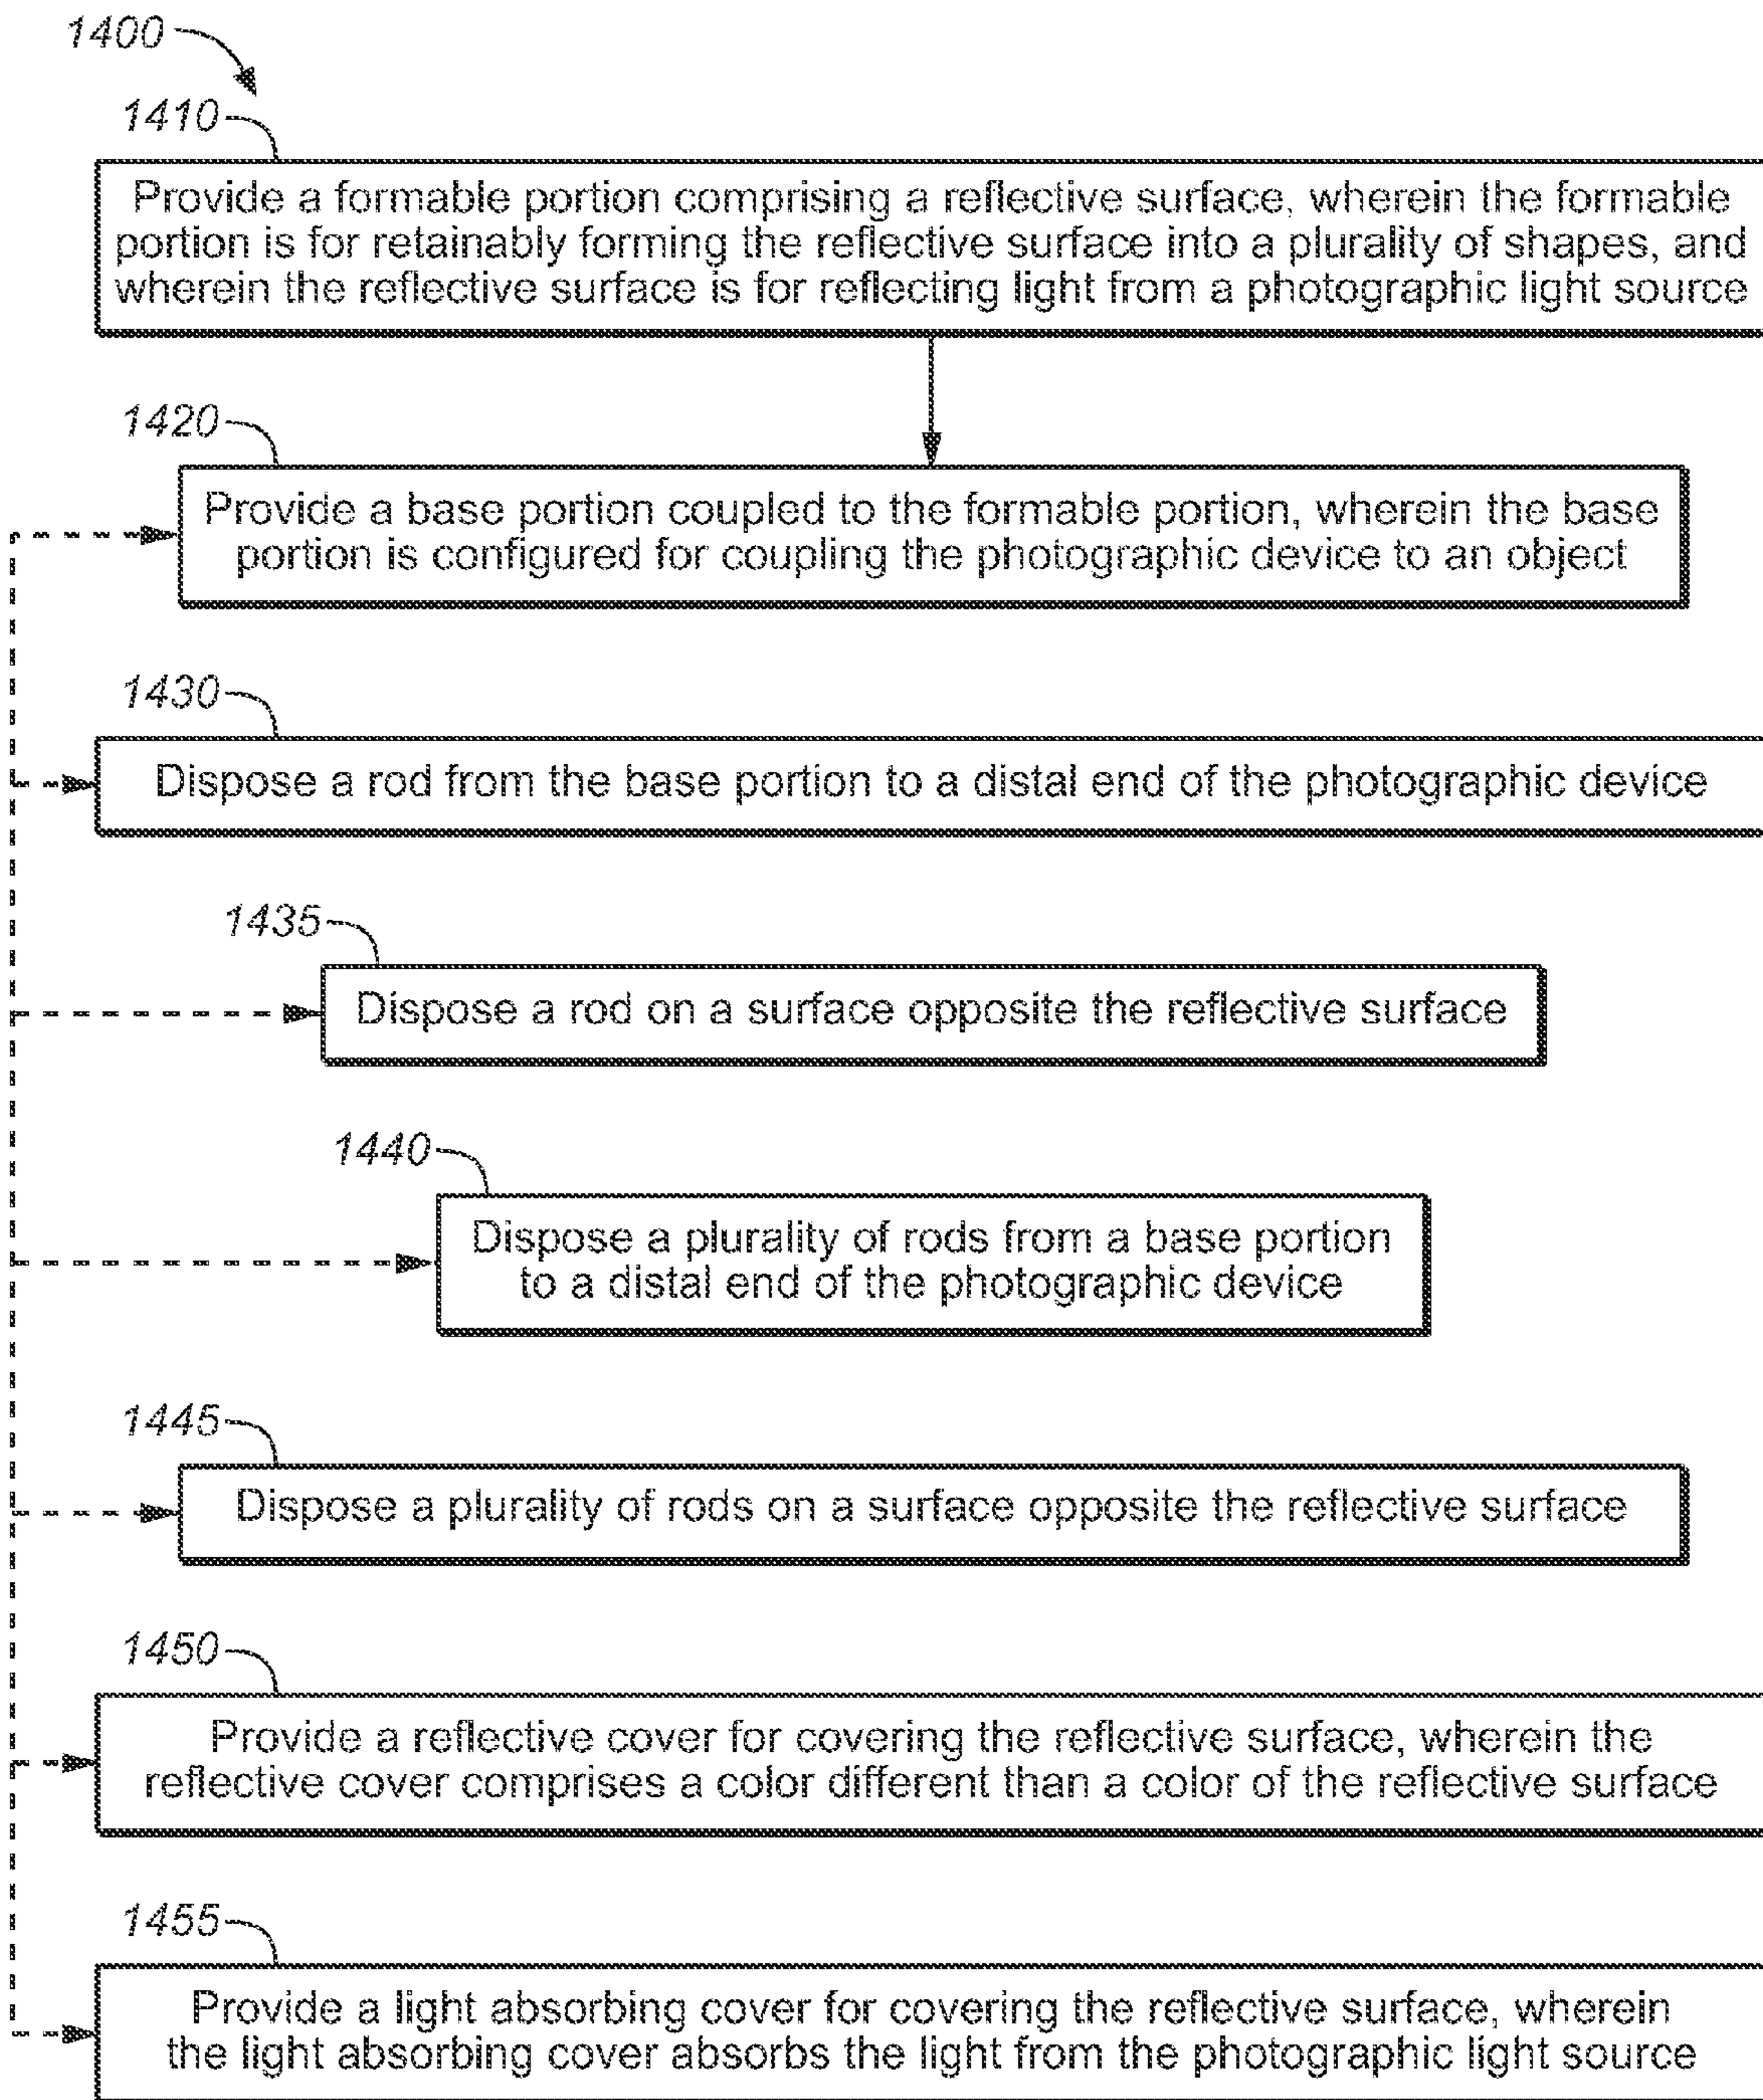 1400
1410
Provide a formable portion comprising a reflective surface, wherein the formable
portion is for retainably forming the reflective surface into a plurality of shapes, and
wherein the reflective surface is for reflecting light from a photographic light source
1420
Provide a base portion coupled to the formable portion, wherein the base
portion is configured for coupling the photographic device to an object
1430
Dispose a rod from the base portion to a distal end of the photographic device
1435
Dispose a rod on a surface opposite the reflective surface
1440
Dispose a plurality of rods from a base portion
to a distal end of the photographic device
1445
Dispose a plurality of rods on a surface opposite the reflective surface
1450
Provide a reflective cover for covering the reflective surface, wherein the
reflective cover comprises a color different than a color of the reflective surface
1455
Provide a light absorbing cover for covering the reflective surface, wherein
the light absorbing cover absorbs the light from the photographic light source